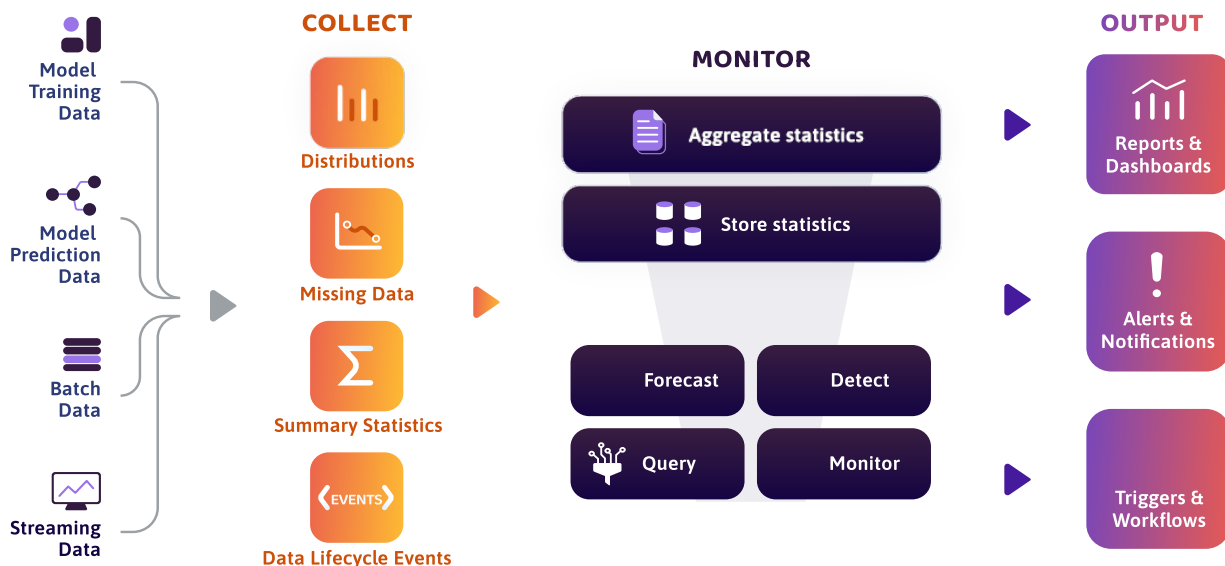 COLLECT
OUTPUT
MONITOR
Model
Training
Data
Model
Prediction
Data
Batch
Data
Streaming
Data
Distributions
Missing Data
Summary Statistics
EVENTS
Data Lifecycle Events
Aggregate statistics
Store statistics
Forecast
Detect
Query
Monitor
Reports &
Dashboards
Alerts &
Notifications
Triggers &
Workflows